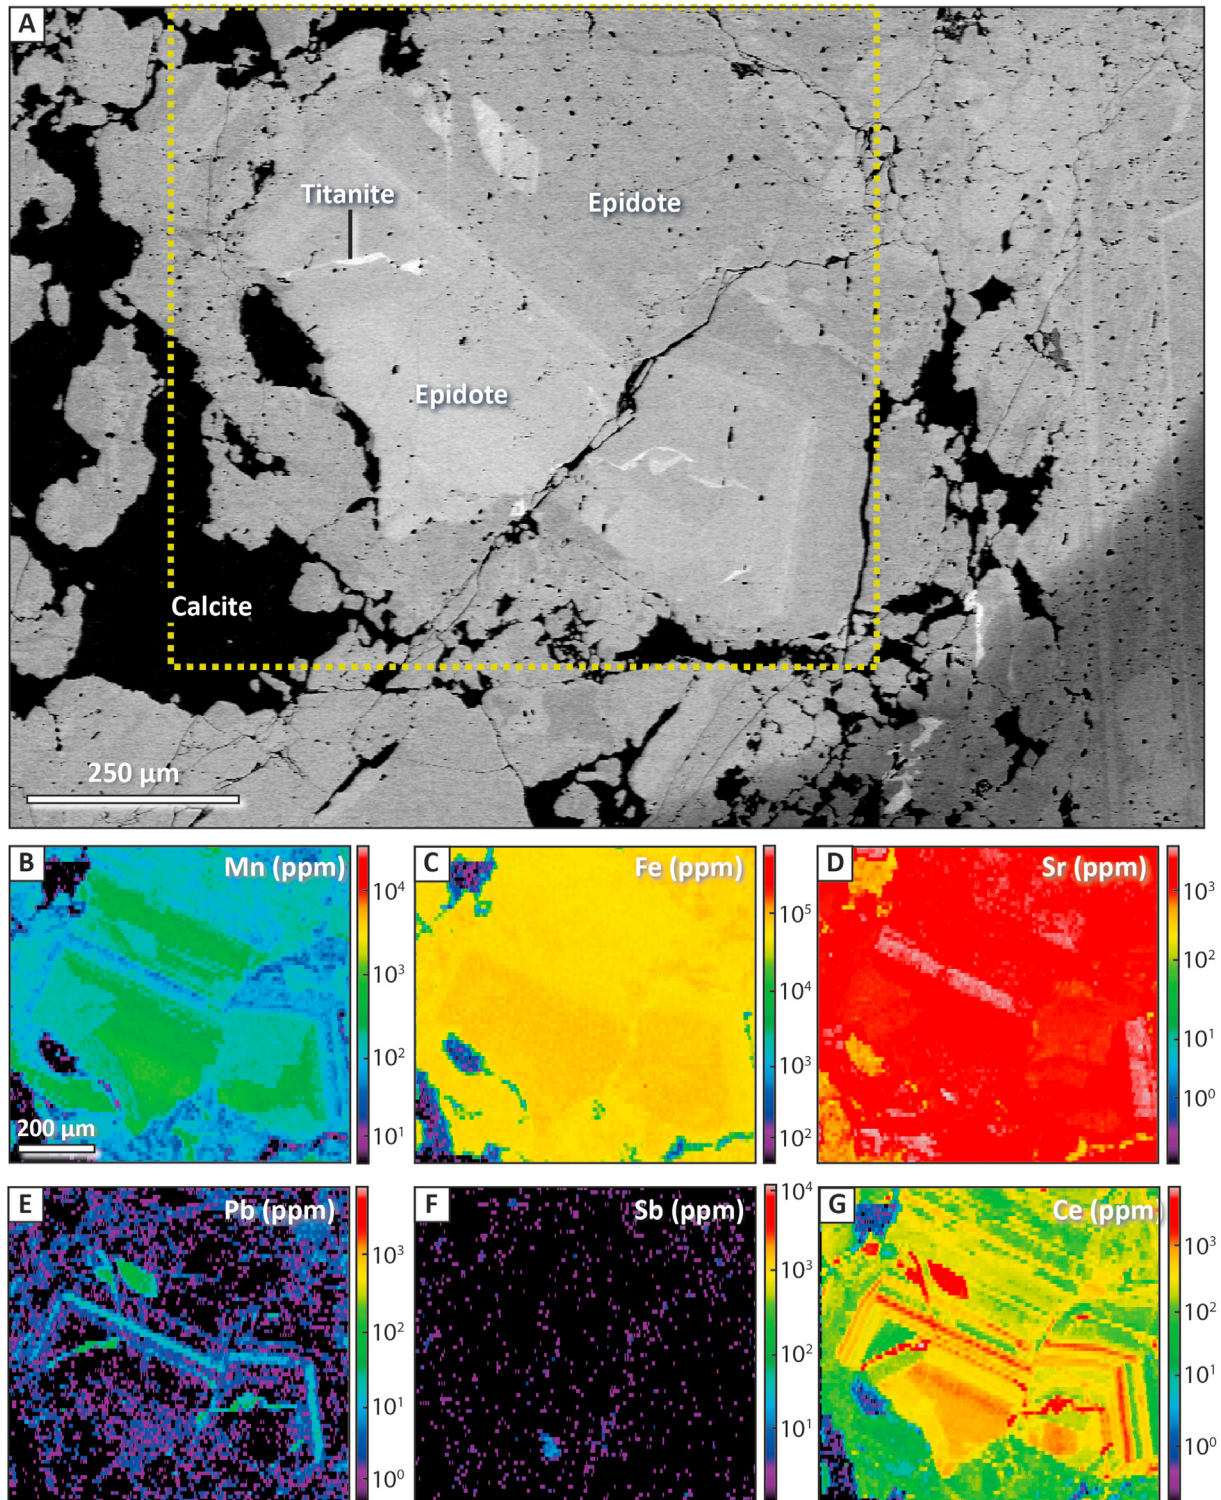 A
Titanite
Epidote
Epidote
Calcite
250 µm
B
Mn (ppm)
10⁴
10³
10²
10¹
200 µm
C
Fe (ppm)
10⁵
10⁴
10³
10²
D
Sr (ppm)
10³
10²
10¹
10⁰
E
Pb (ppm)
10³
10²
10¹
10⁰
F
Sb (ppm)
10⁴
10³
10²
10¹
G
Ce (ppm)
10³
10²
10¹
10⁰